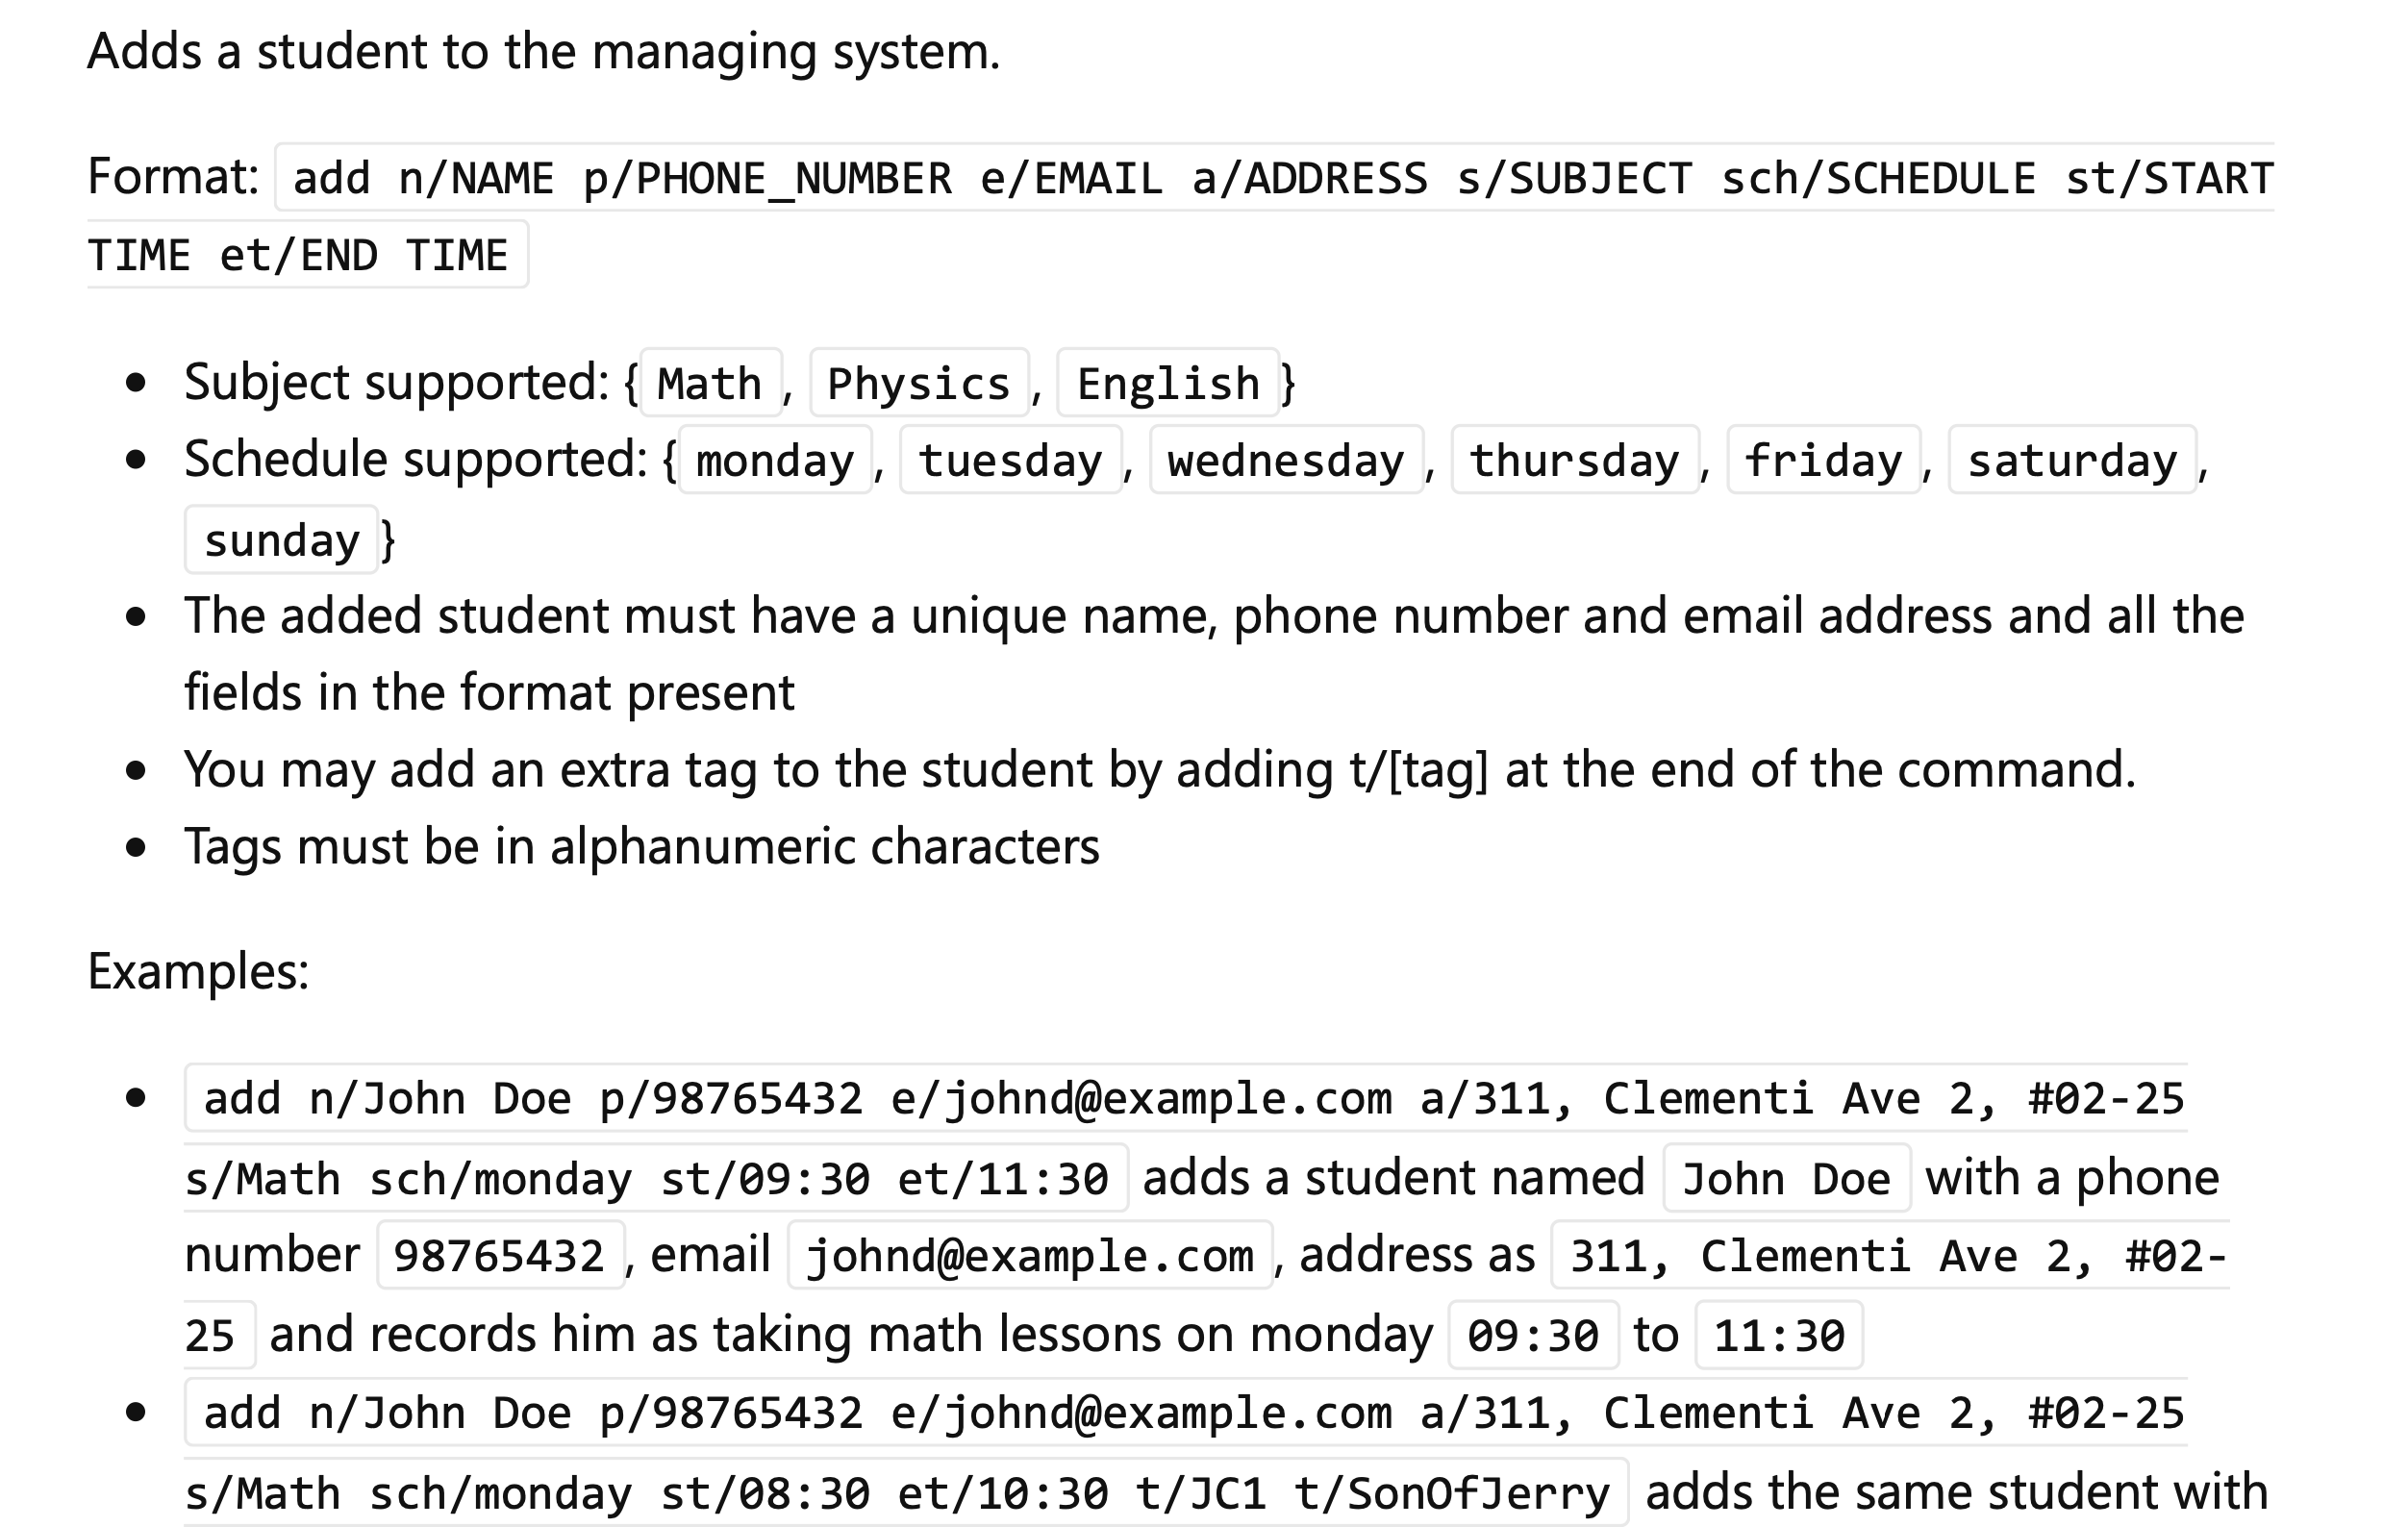 Adds a student to the managing system.
Format: add n/NAME p/PHONE_NUMBER e/EMAIL a/ADDRESS s/SUBJECT sch/SCHEDULE st/START
TIME et/END TIME
• Subject supported: { Math , Physics , English }
• Schedule supported: { monday , tuesday , wednesday , thursday , friday , saturday ,
sunday }
• The added student must have a unique name, phone number and email address and all the
fields in the format present
• You may add an extra tag to the student by adding t/[tag] at the end of the command.
• Tags must be in alphanumeric characters
Examples:
• add n/John Doe p/98765432 e/johnd@example.com a/311, Clementi Ave 2, #02-25
s/Math sch/monday st/09:30 et/11:30 adds a student named John Doe with a phone
number 98765432 , email johnd@example.com , address as 311, Clementi Ave 2, #02-
25 and records him as taking math lessons on monday 09:30 to 11:30
• add n/John Doe p/98765432 e/johnd@example.com a/311, Clementi Ave 2, #02-25
s/Math sch/monday st/08:30 et/10:30 t/JC1 t/SonOfJerry adds the same student with